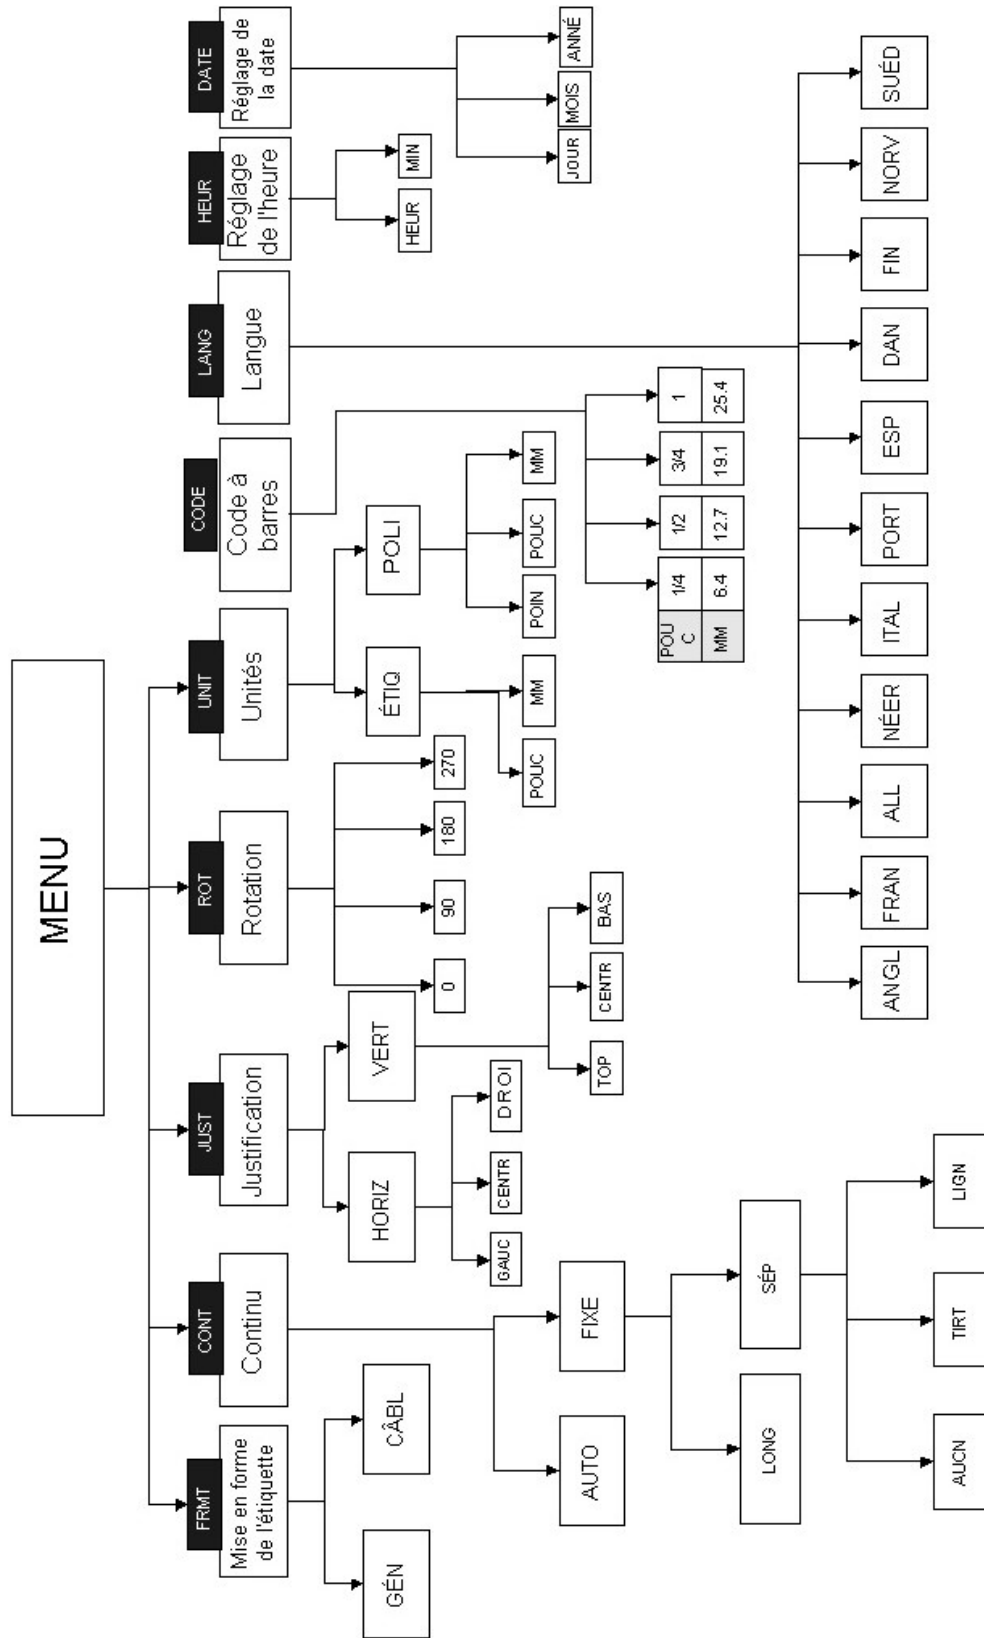 MENU
FRMT
Mise en forme
de l'étiquette
GÉN
CÂBL
CONT
Continu
AUTO
FIXE
LONG
SÉP
AUCN
TIRT
LIGN
JUST
Justification
HORIZ
VERT
GAUC
CENTR
DROI
TOP
CENTR
BAS
ROT
Rotation
0
90
180
270
UNIT
Unités
ÉTIQ
POLI
POUC
MM
POIN
POUC
MM
CODE
Code à
barres
POU
C
1/4
1/2
3/4
1
MM
6.4
12.7
19.1
25.4
LANG
Langue
ANGL
FRAN
ALL
NÉER
ITAL
PORT
ESP
DAN
FIN
NORV
SUÉD
HEUR
Réglage
de l'heure
HEUR
MIN
DATE
Réglage de
la date
JOUR
MOIS
ANNÉ